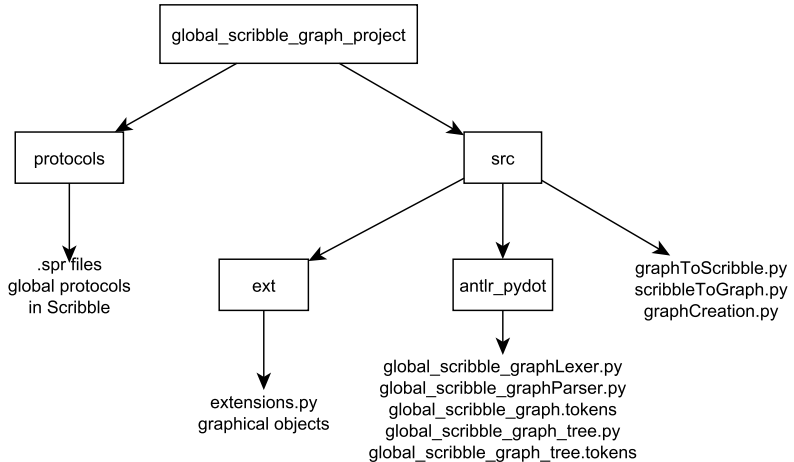 global_scribble_graph_project
protocols
src
.spr files
global protocols
in Scribble
ext
antlr_pydot
graphToScribble.py
scribbleToGraph.py
graphCreation.py
extensions.py
graphical objects
global_scribble_graphLexer.py
global_scribble_graphParser.py
global_scribble_graph.tokens
global_scribble_graph_tree.py
global_scribble_graph_tree.tokens